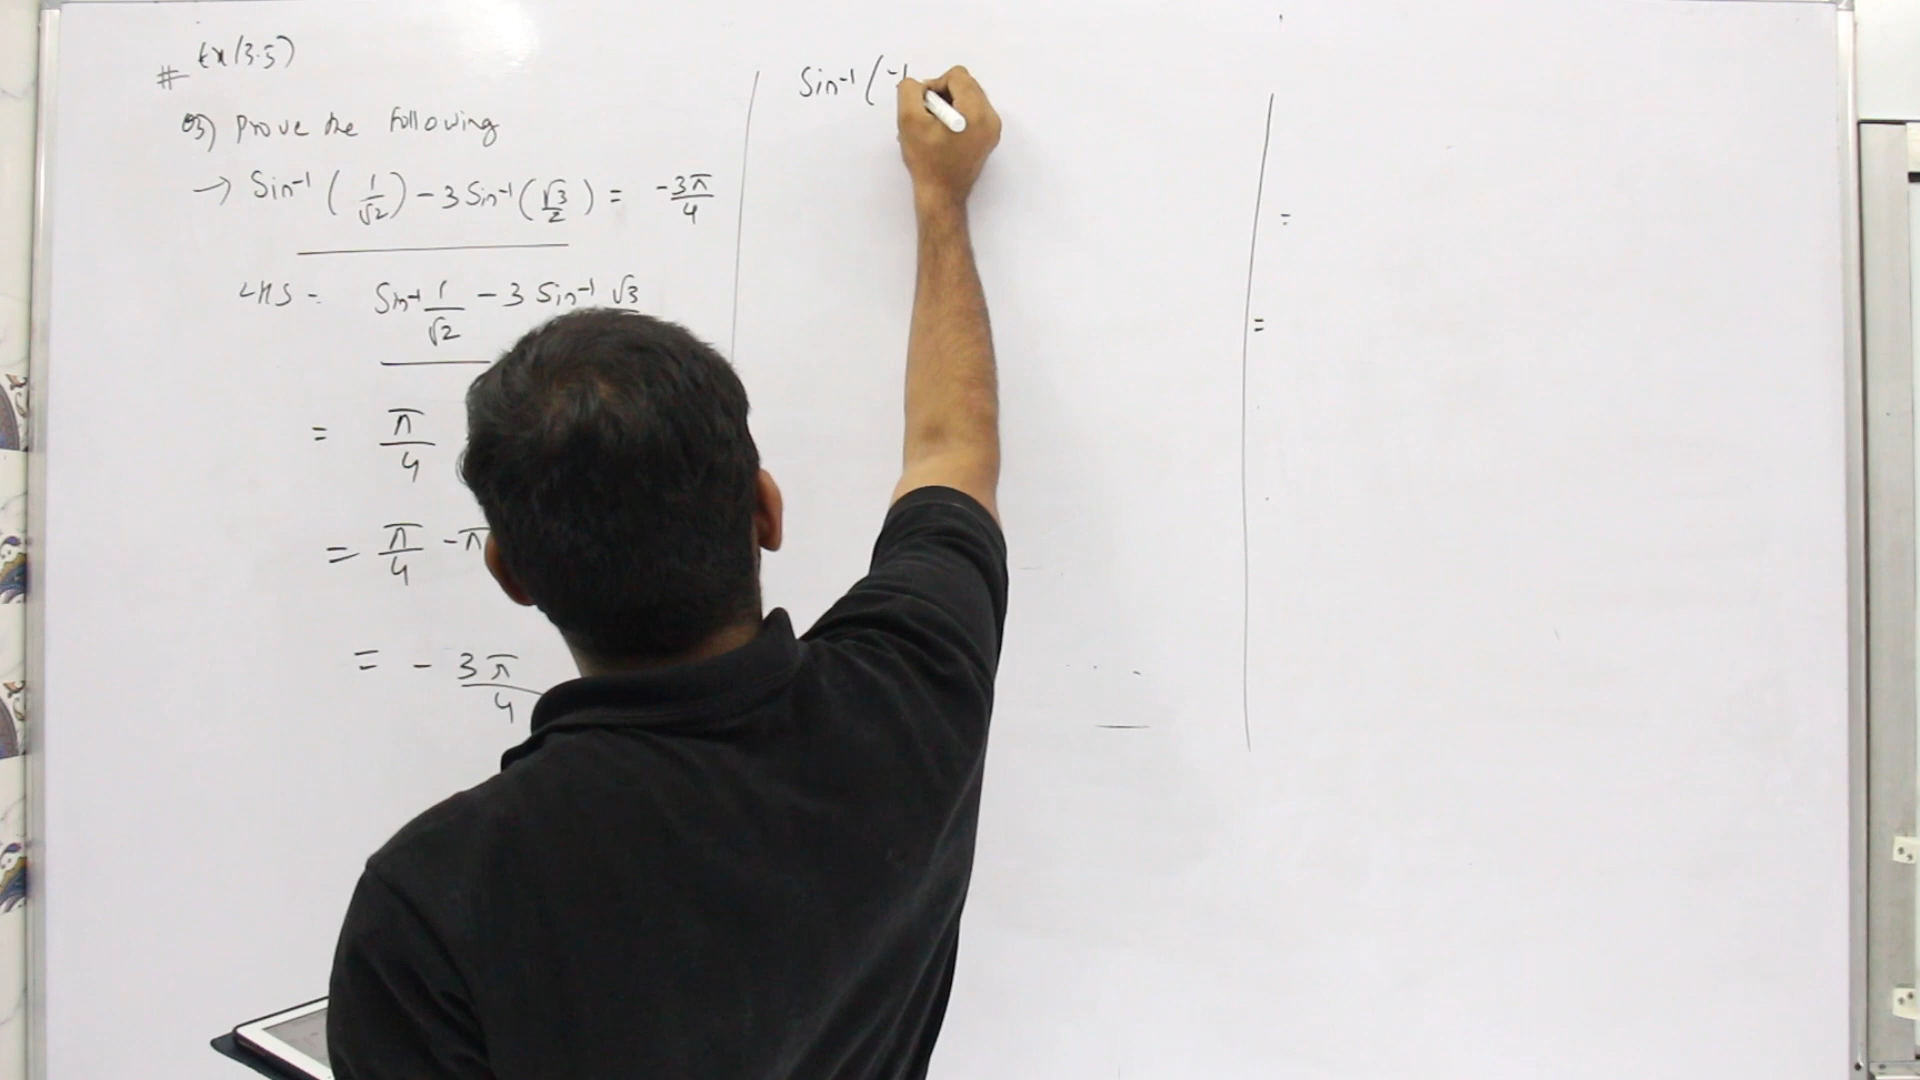 # Ex (3.5)
Q3) Prove the following
→ Sin⁻¹ (1/√2) - 3 Sin⁻¹ (√3/2) = -3π/4
LHS = Sin⁻¹ 1/√2 - 3 Sin⁻¹ √3
= π/4
= π/4 - π
= - 3π/4
Sin⁻¹ (-1
=
=